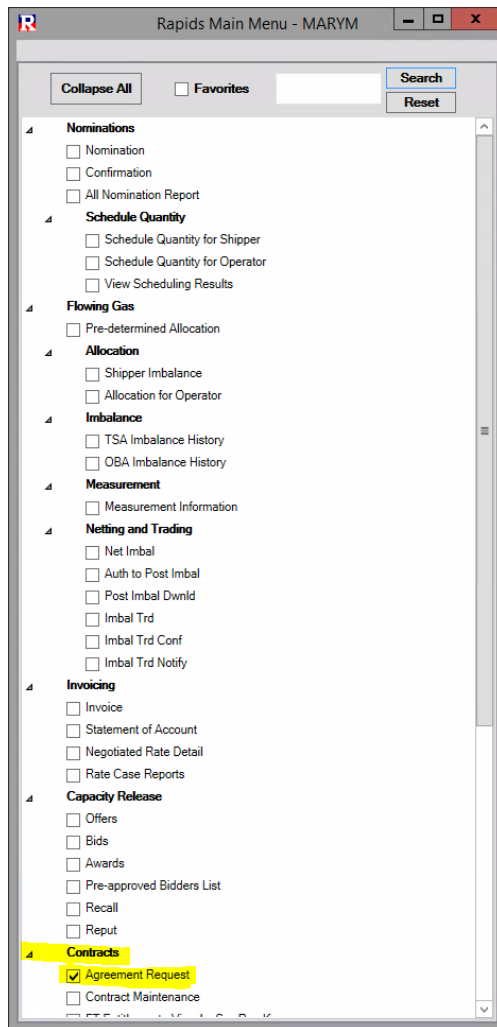 R Rapids Main Menu - MARYM X
Collapse All Favorites Search
Reset
Nominations
Nomination
Confirmation
All Nomination Report
Schedule Quantity
Schedule Quantity for Shipper
Schedule Quantity for Operator
View Scheduling Results
Flowing Gas
Pre-determined Allocation
Allocation
Shipper Imbalance
Allocation for Operator
Imbalance
TSA Imbalance History
OBA Imbalance History
Measurement
Measurement Information
Netting and Trading
Net Imbal
Auth to Post Imbal
Post Imbal Dwnld
Imbal Trd
Imbal Trd Conf
Imbal Trd Notify
Invoicing
Invoice
Statement of Account
Negotiated Rate Detail
Rate Case Reports
Capacity Release
Offers
Bids
Awards
Pre-approved Bidders List
Recall
Reput
Contracts
Agreement Request
Contract Maintenance